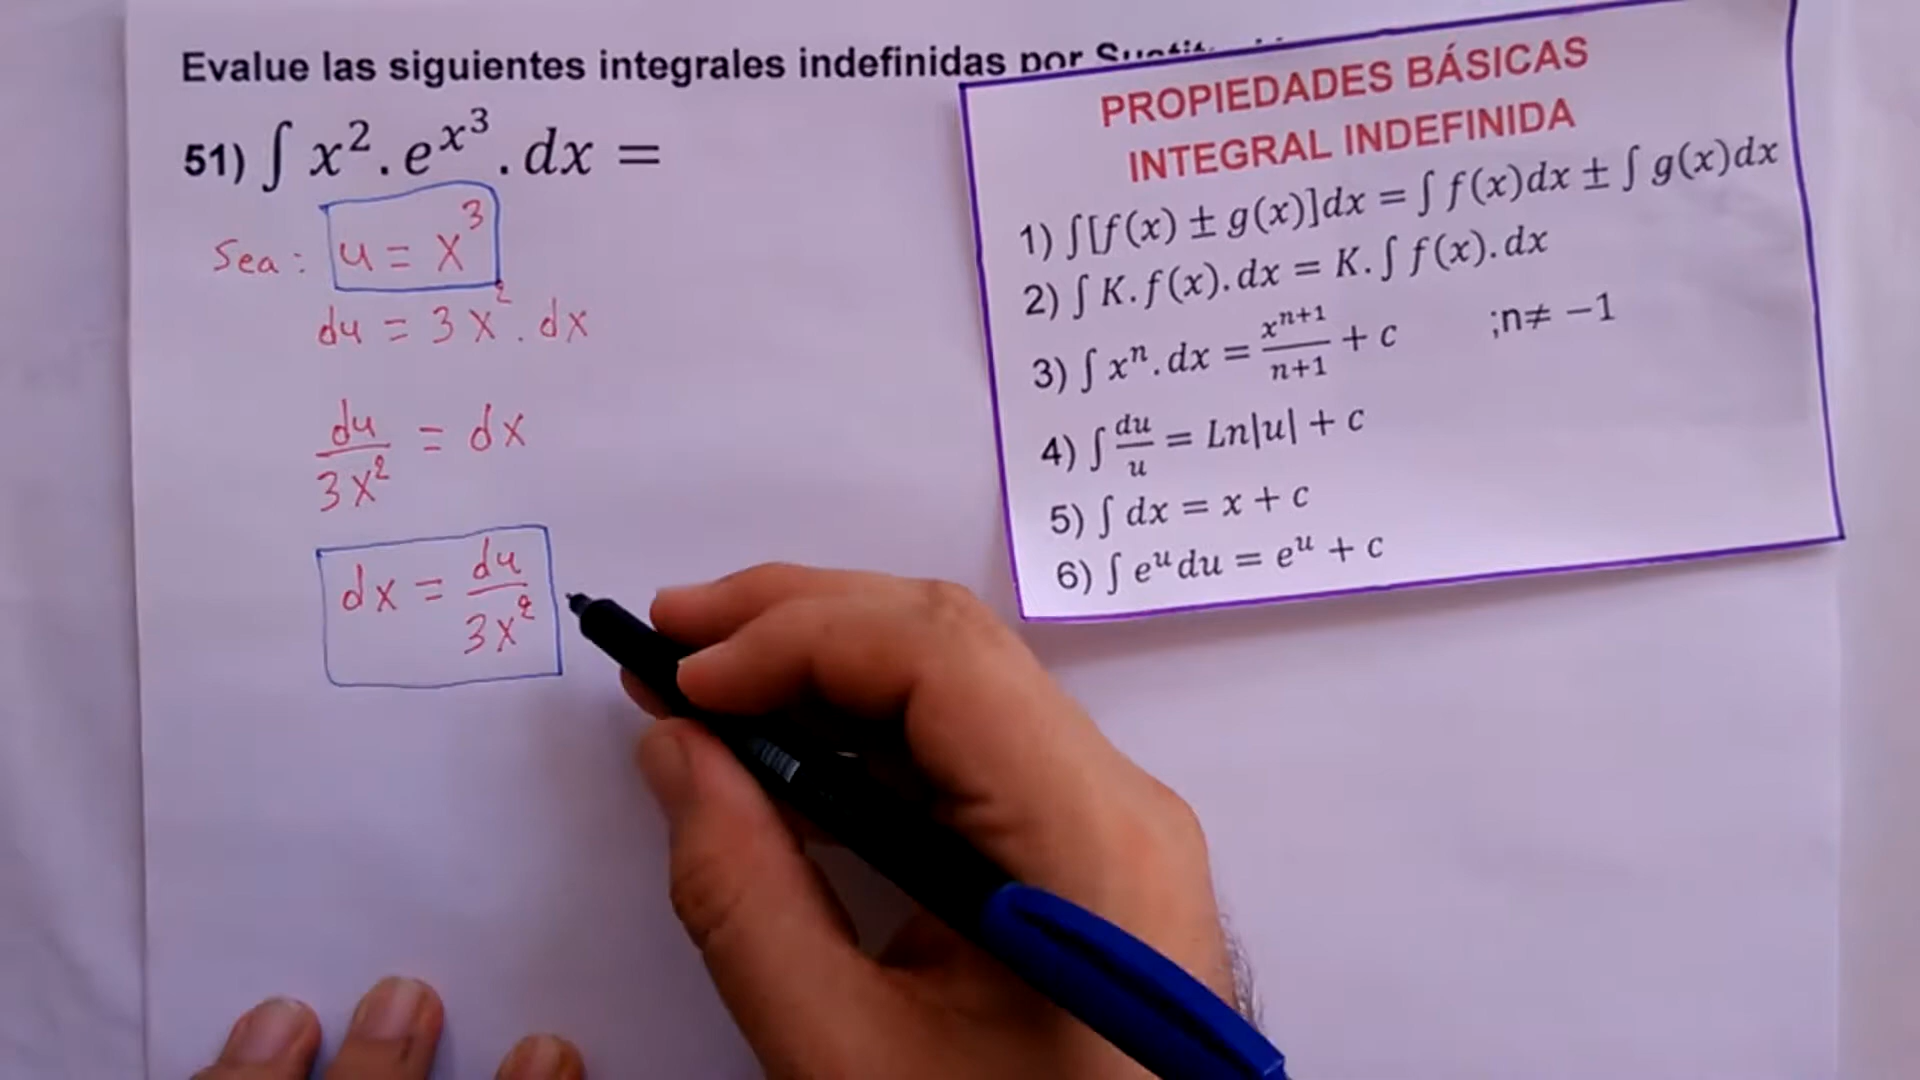 Evalue las siguientes integrales indefinidas por
51) ∫ x².e^x³.dx =
Sea: u = x³
du = 3x².dx
du/3x² = dx
dx = du/3x²
PROPIEDADES BÁSICAS
INTEGRAL INDEFINIDA
1) ∫[f(x) ± g(x)]dx = ∫ f(x)dx ± ∫ g(x)dx
2) ∫ K.f(x).dx = K.∫ f(x).dx
3) ∫ xⁿ.dx = xⁿ⁺¹/n+1 + c ;n≠ −1
4) ∫ du/u = Ln|u| + c
5) ∫ dx = x + c
6) ∫ eᵘdu = eᵘ + c